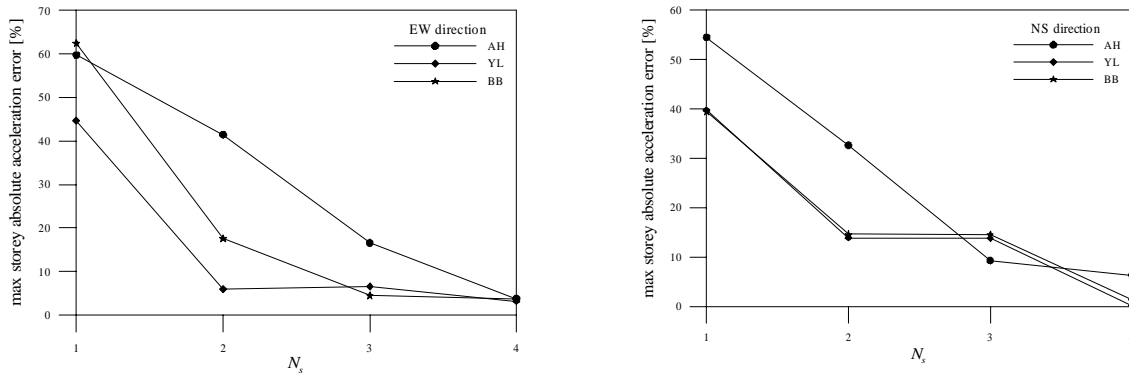 max storey absolute acceleration error [%]
70
60
50
40
30
20
10
0
EW direction
AH
YL
BB
1
2
3
4
Ns
max storey absolute acceleration error [%]
60
50
40
30
20
10
0
NS direction
AH
YL
BB
1
2
3
Ns